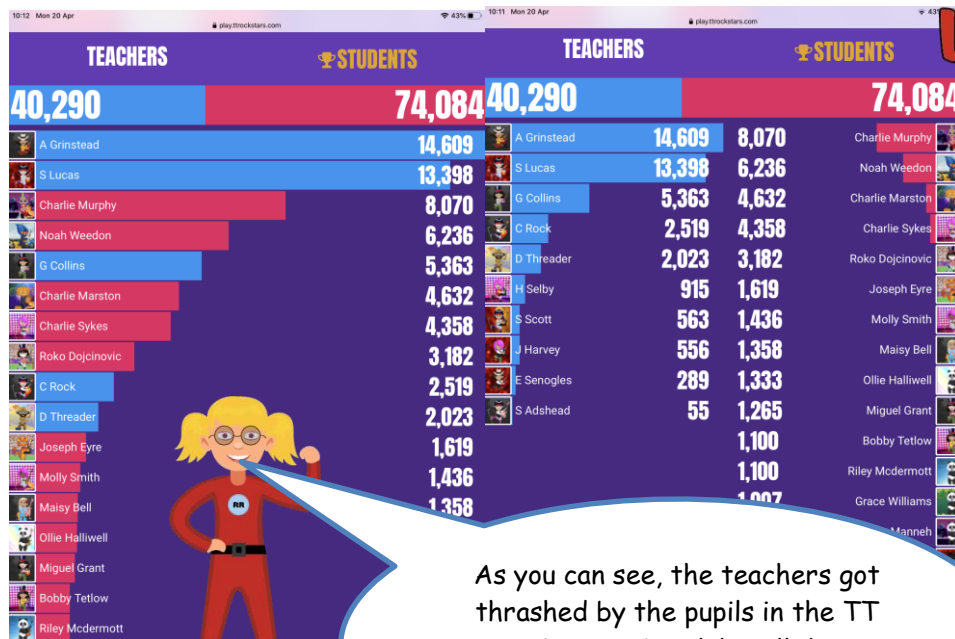 10:12 Mon 20 Apr
play.ttrockstars.com
43%
TEACHERS
STUDENTS
40,290
74,084
A Grinstead 14,609
S Lucas 13,398
Charlie Murphy 8,070
Noah Weedon 6,236
G Collins 5,363
Charlie Marston 4,632
Charlie Sykes 4,358
Roko Dojcinovic 3,182
C Rock 2,519
D Threader 2,023
Joseph Eyre 1,619
Molly Smith 1,436
Maisy Bell 1,358
Ollie Halliwell
Miguel Grant
Bobby Tetlow
Riley Mcdermott
RR
10:11 Mon 20 Apr
play.ttrockstars.com
43
TEACHERS
STUDENTS
40,290
74,084
A Grinstead 14,609 8,070 Charlie Murphy
S Lucas 13,398 6,236 Noah Weedon
G Collins 5,363 4,632 Charlie Marston
C Rock 2,519 4,358 Charlie Sykes
D Threader 2,023 3,182 Roko Dojcinovic
H Selby 915 1,619 Joseph Eyre
S Scott 563 1,436 Molly Smith
J Harvey 556 1,358 Maisy Bell
E Senogles 289 1,333 Ollie Halliwell
S Adshead 55 1,265 Miguel Grant
1,100 Bobby Tetlow
1,100 Riley Mcdermott
1,007 Grace Williams
Manneh
As you can see, the teachers got
thrashed by the pupils in the TT